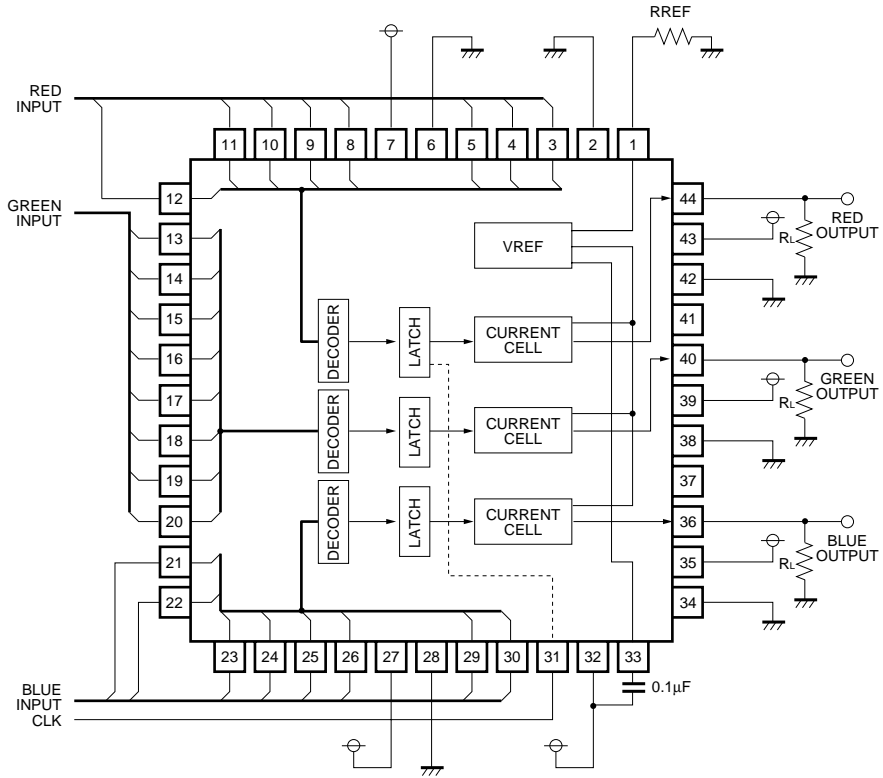 RREF
RED
INPUT
11 10 9 8 7 6 5 4 3 2 1
GREEN
INPUT
12
13
14
15
16
17
18
19
20
21
22
VREF
DECODER
LATCH
CURRENT
CELL
DECODER
LATCH
CURRENT
CELL
DECODER
LATCH
CURRENT
CELL
44
43
42
41
40
39
38
37
36
35
34
RED
OUTPUT
RL
GREEN
OUTPUT
RL
BLUE
OUTPUT
RL
23 24 25 26 27 28 29 30 31 32 33
0.1μF
BLUE
INPUT
CLK